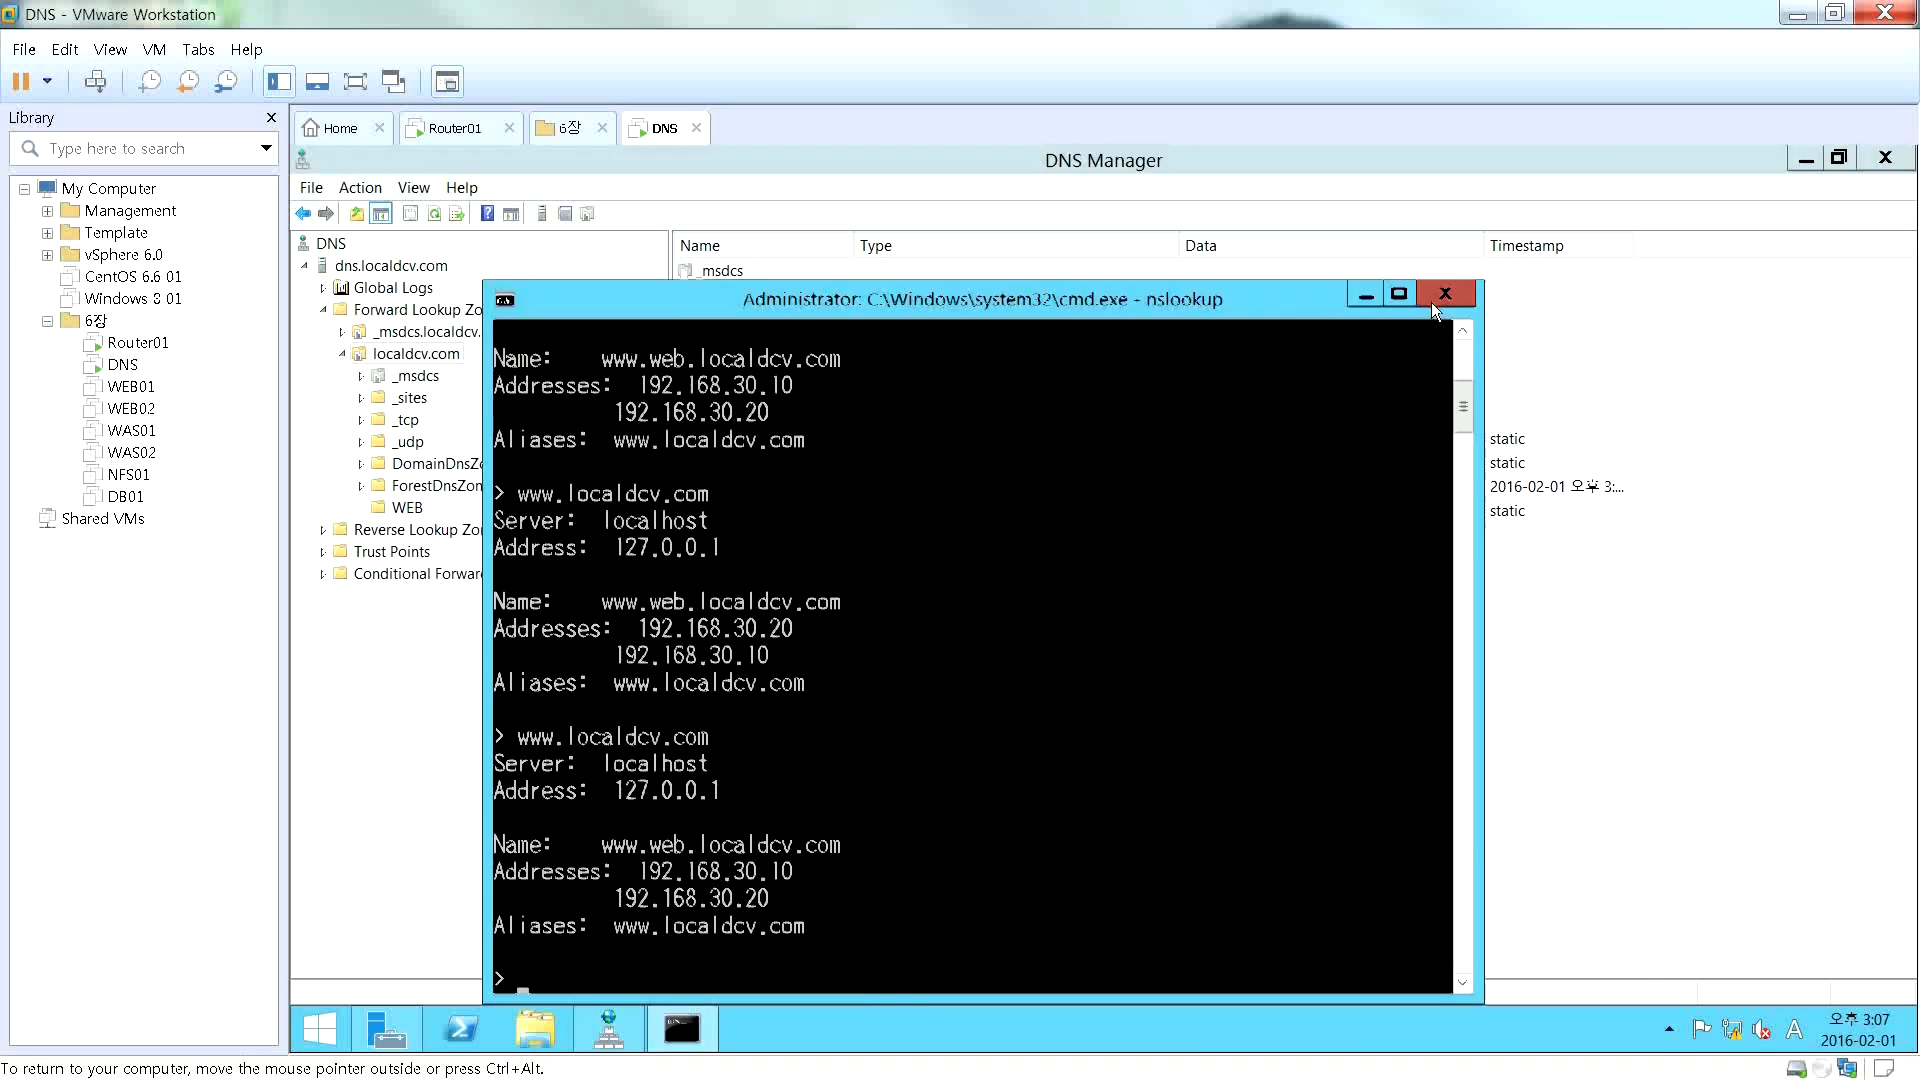 DNS - VMware Workstation
File Edit View VM Tabs Help
Library
Type here to search
My Computer
Management
Template
vSphere 6.0
CentOS 6.6 01
Windows 8 01
6장
Router01
DNS
WEB01
WEB02
WAS01
WAS02
NFS01
DB01
Shared VMs
Home Router01 6장 DNS
DNS Manager
File Action View Help
DNS
dns.localdcv.com
Global Logs
Forward Lookup Zo
_msdcs.localdcv.
localdcv.com
_msdcs
_sites
_tcp
_udp
DomainDnsZo
ForestDnsZon
WEB
Reverse Lookup Zo
Trust Points
Conditional Forwar
Name Type Data Timestamp
_msdcs
static
static
2016-02-01 오후 3:...
static
Administrator: C:\Windows\system32\cmd.exe - nslookup
Name: www.web.localdcv.com
Addresses: 192.168.30.10
192.168.30.20
Aliases: www.localdcv.com
> www.localdcv.com
Server: localhost
Address: 127.0.0.1
Name: www.web.localdcv.com
Addresses: 192.168.30.20
192.168.30.10
Aliases: www.localdcv.com
> www.localdcv.com
Server: localhost
Address: 127.0.0.1
Name: www.web.localdcv.com
Addresses: 192.168.30.10
192.168.30.20
Aliases: www.localdcv.com
>
A
오후 3:07
2016-02-01
To return to your computer, move the mouse pointer outside or press Ctrl+Alt.